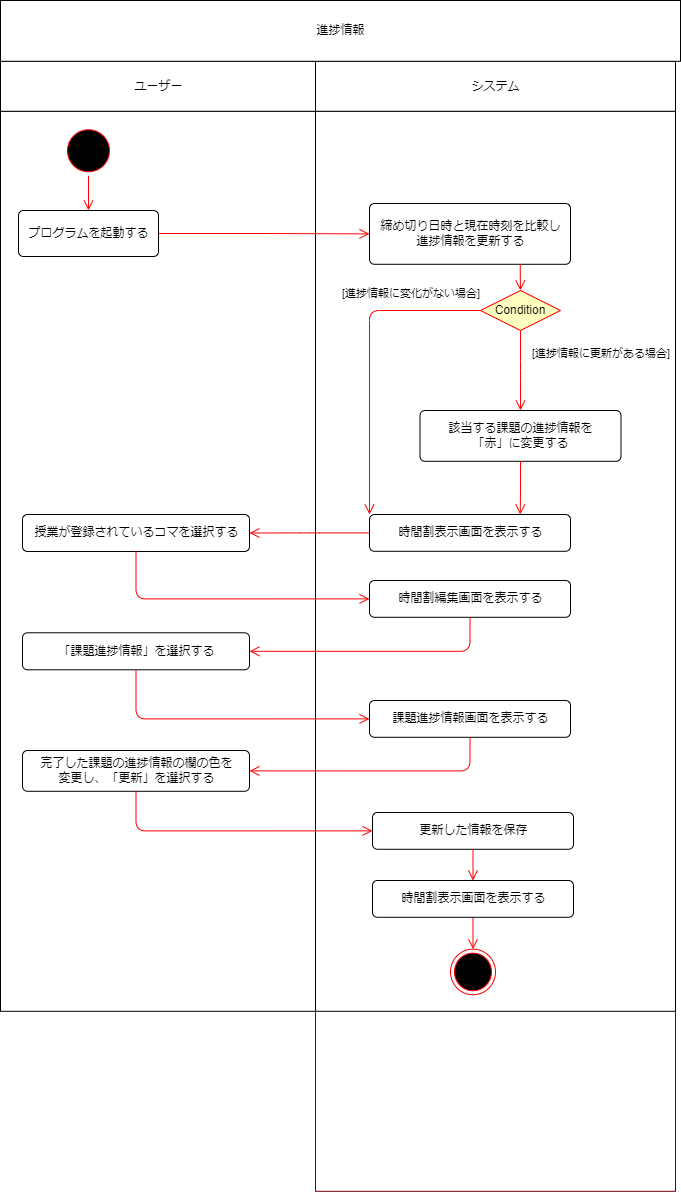 進捗情報
ユーザー
システム
プログラムを起動する
締め切り日時と現在時刻を比較し
進捗情報を更新する
[進捗情報に変化がない場合]
Condition
[進捗情報に更新がある場合]
該当する課題の進捗情報を
「赤」に変更する
授業が登録されているコマを選択する
時間割表示画面を表示する
時間割編集画面を表示する
「課題進捗情報」を選択する
課題進捗情報画面を表示する
完了した課題の進捗情報の欄の色を
変更し、「更新」を選択する
更新した情報を保存
時間割表示画面を表示する